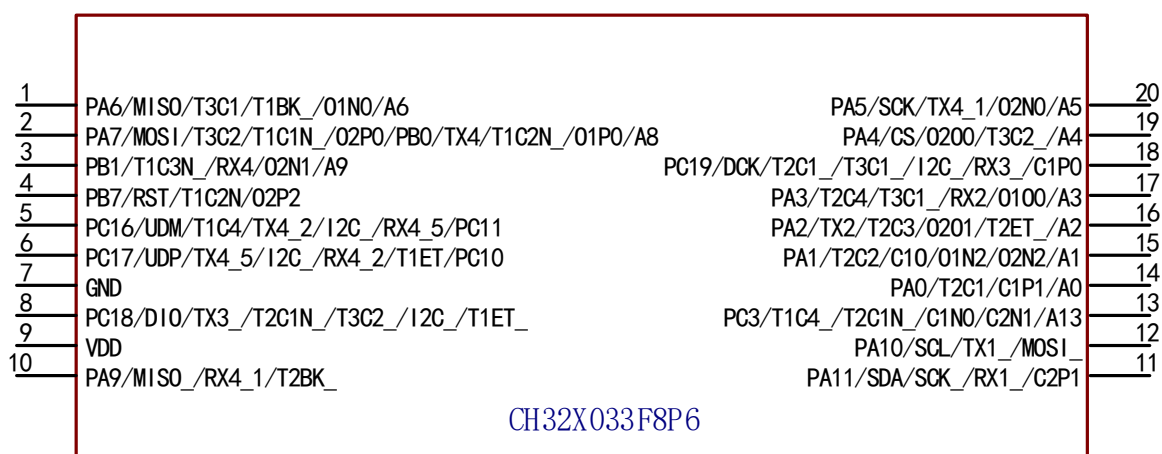 1 PA6/MISO/T3C1/T1BK_/O1N0/A6 PA5/SCK/TX4_1/O2N0/A5 20
2 PA7/MOSI/T3C2/T1C1N_/O2P0/PB0/TX4/T1C2N_/O1P0/A8 PA4/CS/O2O0/T3C2_/A4 19
3 PB1/T1C3N_/RX4/O2N1/A9 PC19/DCK/T2C1_/T3C1_/I2C_/RX3_/C1P0 18
4 PB7/RST/T1C2N/O2P2 PA3/T2C4/T3C1_/RX2/O1O0/A3 17
5 PC16/UDM/T1C4/TX4_2/I2C_/RX4_5/PC11 PA2/TX2/T2C3/O2O1/T2ET_/A2 16
6 PC17/UDP/TX4_5/I2C_/RX4_2/T1ET/PC10 PA1/T2C2/C1O/O1N2/O2N2/A1 15
7 GND PA0/T2C1/C1P1/A0 14
8 PC18/DIO/TX3_/T2C1N_/T3C2_/I2C_/T1ET_ PC3/T1C4_/T2C1N_/C1N0/C2N1/A13 13
9 VDD PA10/SCL/TX1_/MOSI_ 12
10 PA9/MISO_/RX4_1/T2BK_ PA11/SDA/SCK_/RX1_/C2P1 11
CH32X033F8P6